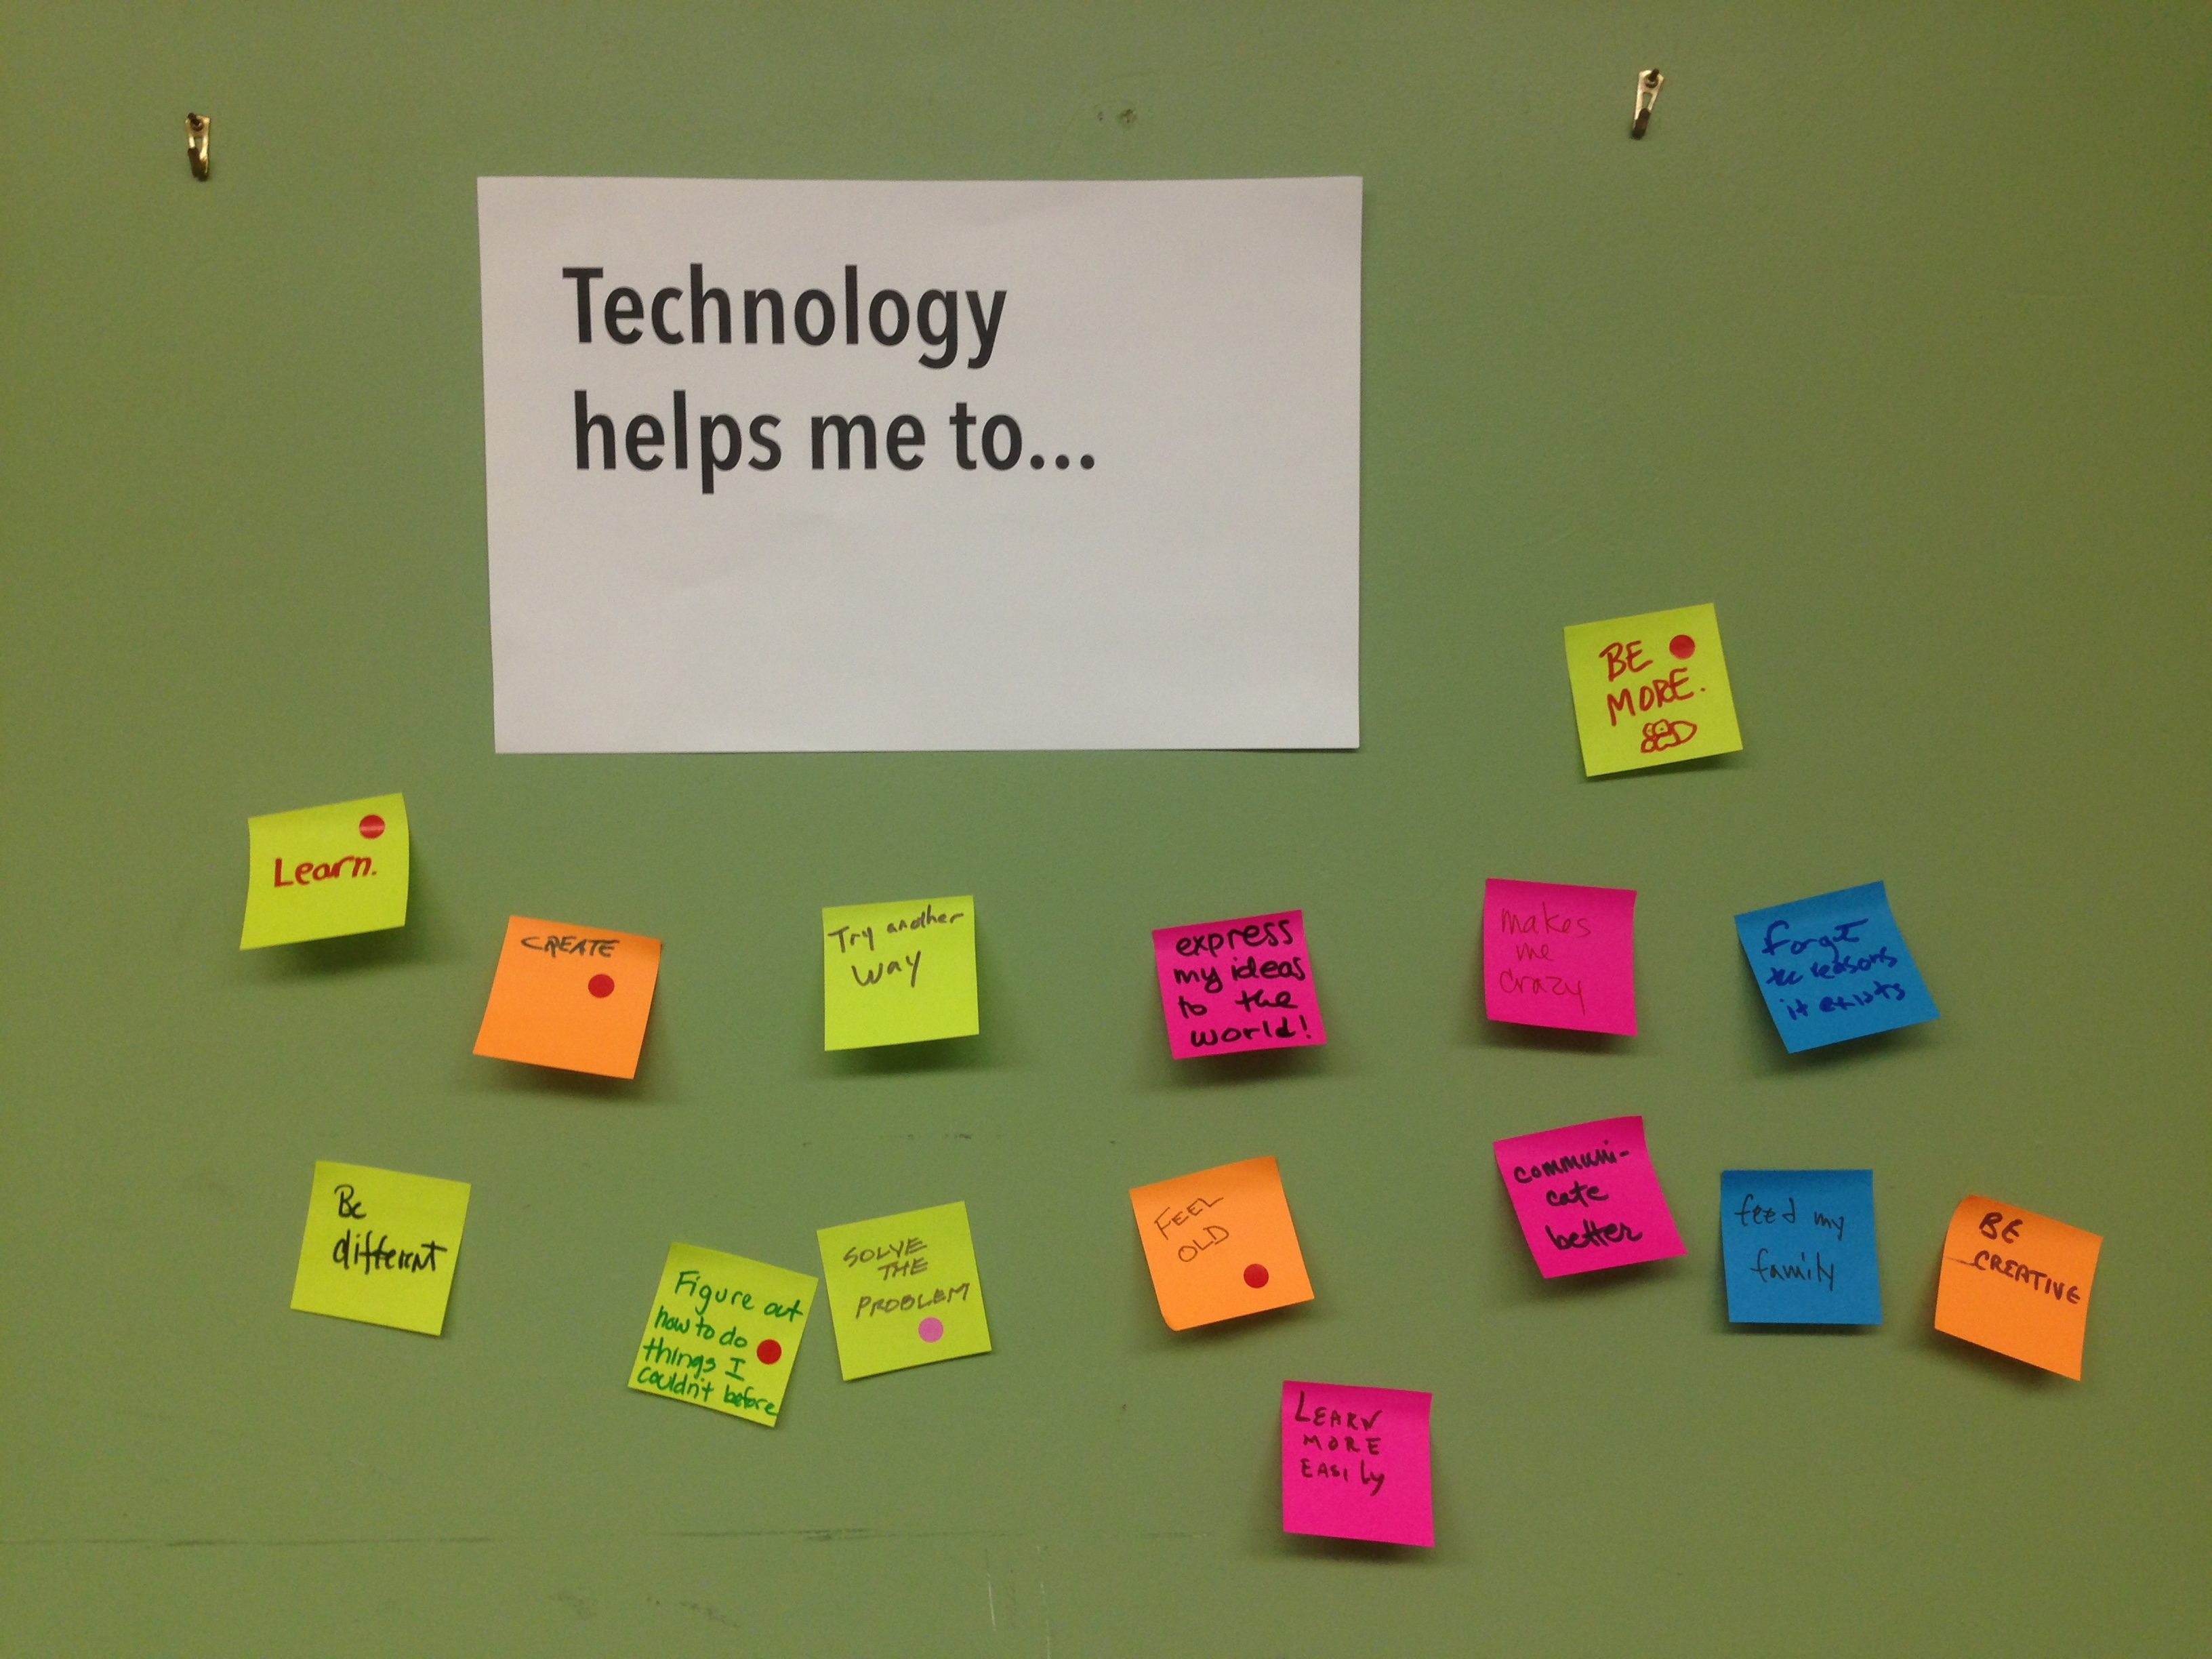 Technology
helps me to...
BE
MORE.
Learn.
CREATE
Try another
way
express
my ideas
to the
world!
makes
me
crazy
forget
the reasons
it exists
Be
different
Figure out
how to do
things I
couldn't before
SOLVE
THE
PROBLEM
FEEL
OLD
communi-
cate
better
feed my
family
BE
CREATIVE
LEARN
MORE
EASILY